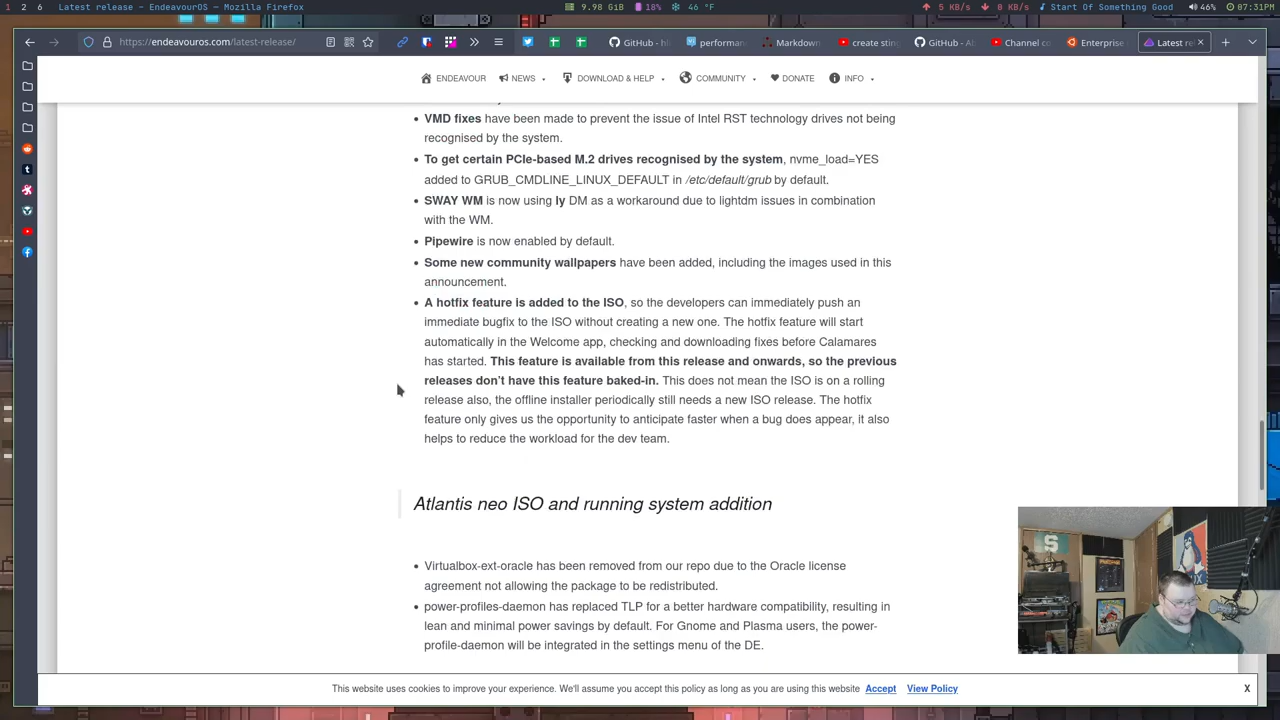 1 2 6 Latest release – EndeavourOS — Mozilla Firefox 9.98 GiB 18% 46 °F 5 KB/s 8 KB/s Start Of Something Good 46% 07:31PM
https://endeavouros.com/latest-release/ GitHub - hi performanc Markdown create sting GitHub - Ab Channel co Enterprise Latest rel
ENDEAVOUR NEWS DOWNLOAD & HELP COMMUNITY DONATE INFO
VMD fixes have been made to prevent the issue of Intel RST technology drives not being
recognised by the system.
To get certain PCIe-based M.2 drives recognised by the system, nvme_load=YES
added to GRUB_CMDLINE_LINUX_DEFAULT in /etc/default/grub by default.
SWAY WM is now using ly DM as a workaround due to lightdm issues in combination
with the WM.
Pipewire is now enabled by default.
Some new community wallpapers have been added, including the images used in this
announcement.
A hotfix feature is added to the ISO, so the developers can immediately push an
immediate bugfix to the ISO without creating a new one. The hotfix feature will start
automatically in the Welcome app, checking and downloading fixes before Calamares
has started. This feature is available from this release and onwards, so the previous
releases don't have this feature baked-in. This does not mean the ISO is on a rolling
release also, the offline installer periodically still needs a new ISO release. The hotfix
feature only gives us the opportunity to anticipate faster when a bug does appear, it also
helps to reduce the workload for the dev team.
Atlantis neo ISO and running system addition
Virtualbox-ext-oracle has been removed from our repo due to the Oracle license
agreement not allowing the package to be redistributed.
power-profiles-daemon has replaced TLP for a better hardware compatibility, resulting in
lean and minimal power savings by default. For Gnome and Plasma users, the power-
profile-daemon will be integrated in the settings menu of the DE.
This website uses cookies to improve your experience. We'll assume you accept this policy as long as you are using this website Accept View Policy X